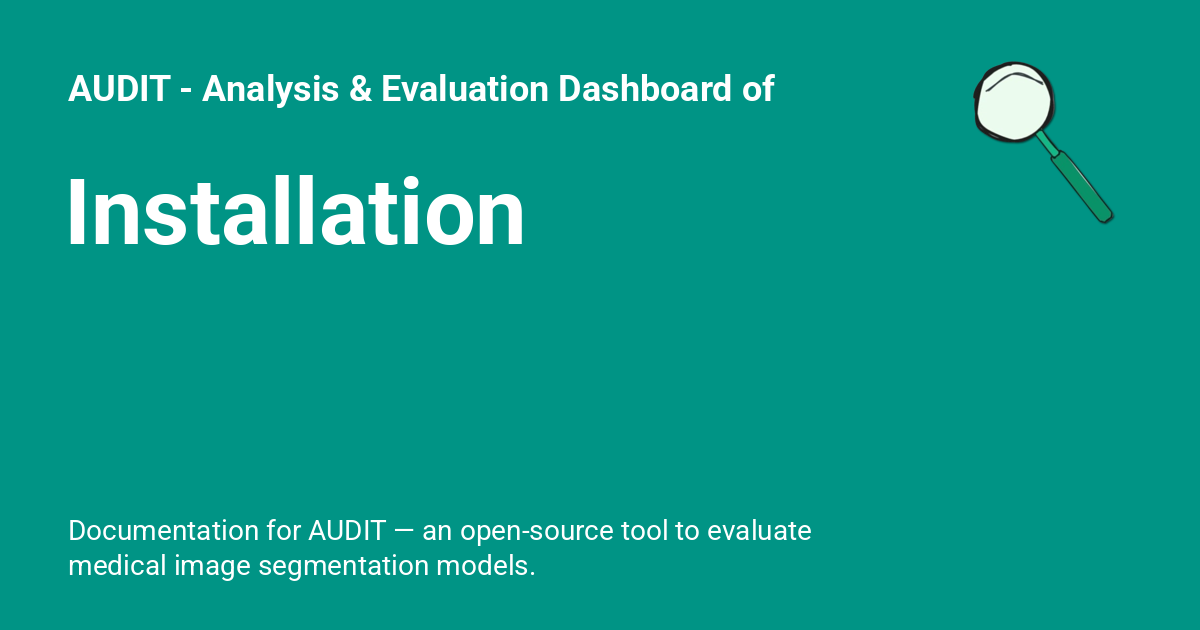 AUDIT - Analysis & Evaluation Dashboard of
Installation
Documentation for AUDIT — an open-source tool to evaluate
medical image segmentation models.